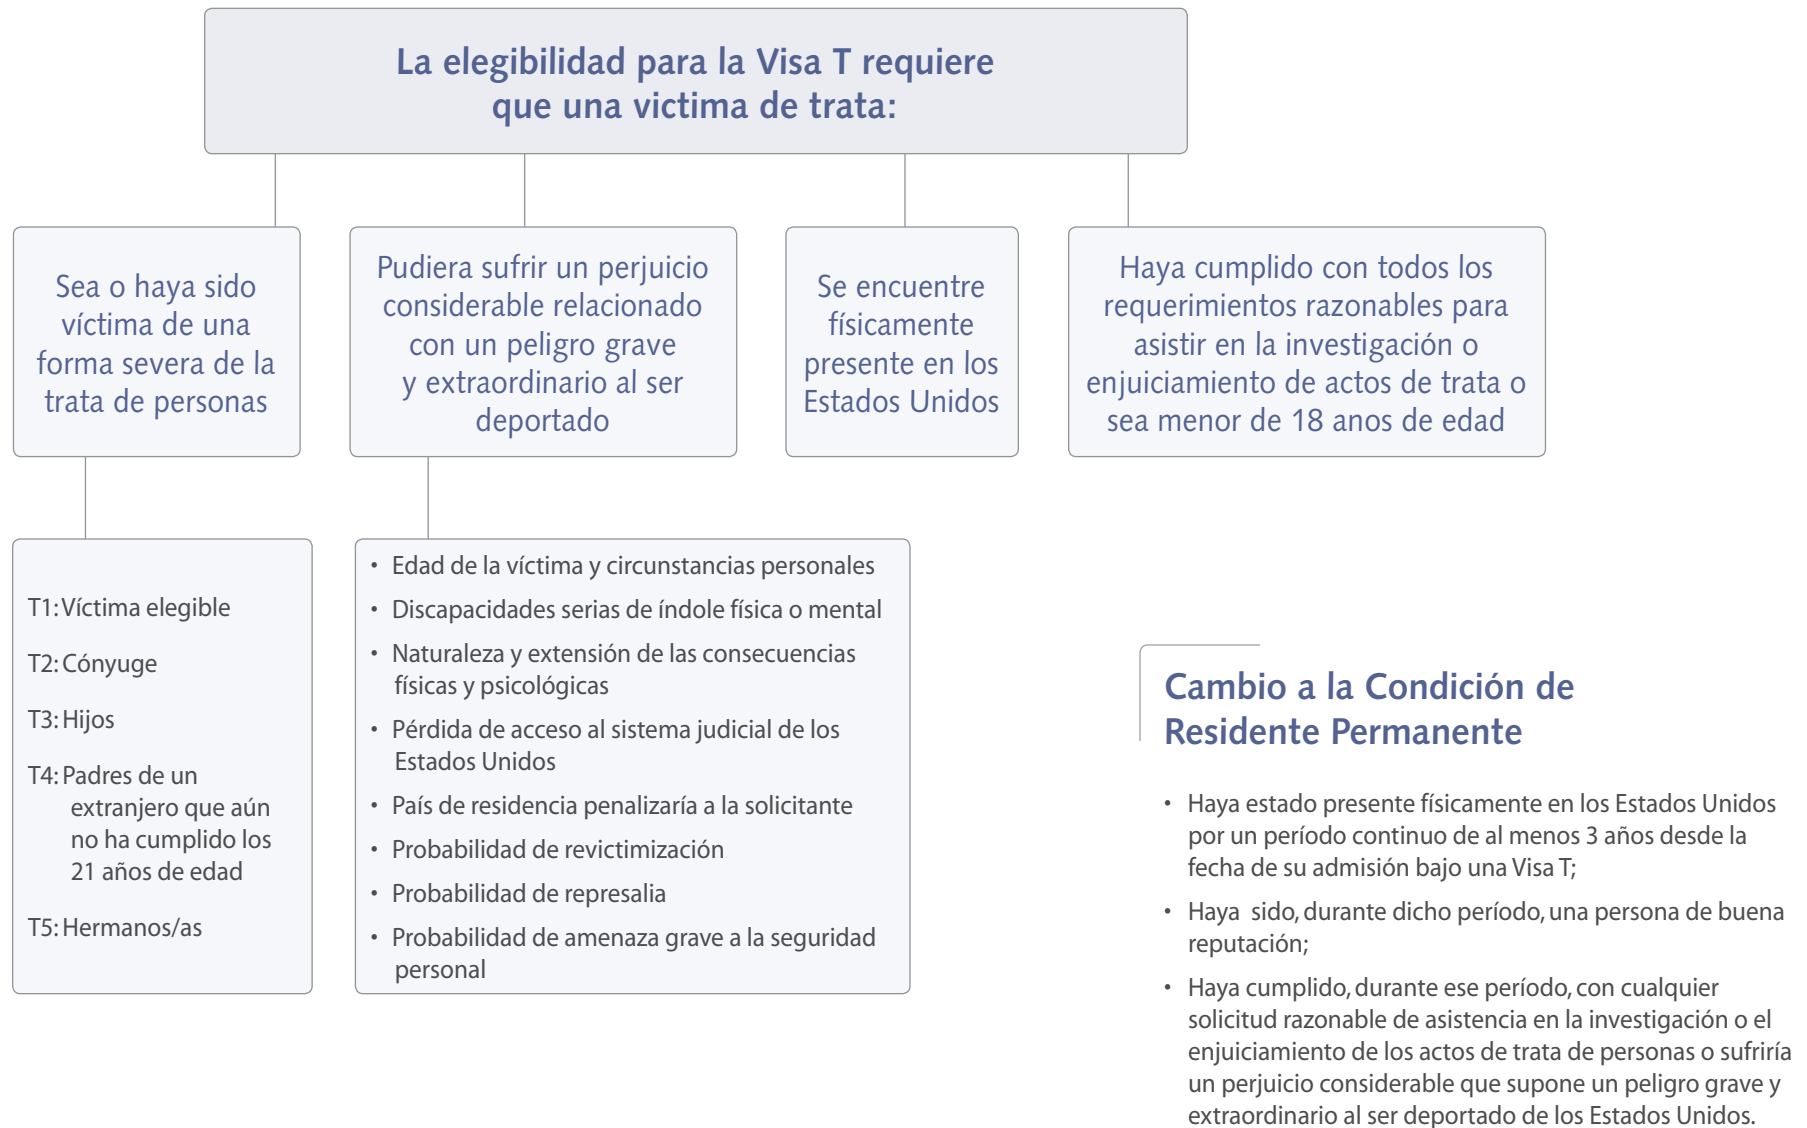 La elegibilidad para la Visa T requiere
que una victima de trata:
Sea o haya sido
víctima de una
forma severa de la
trata de personas
Pudiera sufrir un perjuicio
considerable relacionado
con un peligro grave
y extraordinario al ser
deportado
Se encuentre
físicamente
presente en los
Estados Unidos
Haya cumplido con todos los
requerimientos razonables para
asistir en la investigación o
enjuiciamiento de actos de trata o
sea menor de 18 anos de edad
T1: Víctima elegible
T2: Cónyuge
T3: Hijos
T4: Padres de un
extranjero que aún
no ha cumplido los
21 años de edad
T5: Hermanos/as
• Edad de la víctima y circunstancias personales
• Discapacidades serias de índole física o mental
• Naturaleza y extensión de las consecuencias
físicas y psicológicas
• Pérdida de acceso al sistema judicial de los
Estados Unidos
• País de residencia penalizaría a la solicitante
• Probabilidad de revictimización
• Probabilidad de represalia
• Probabilidad de amenaza grave a la seguridad
personal
Cambio a la Condición de
Residente Permanente
• Haya estado presente físicamente en los Estados Unidos
por un período continuo de al menos 3 años desde la
fecha de su admisión bajo una Visa T;
• Haya sido, durante dicho período, una persona de buena
reputación;
• Haya cumplido, durante ese período, con cualquier
solicitud razonable de asistencia en la investigación o el
enjuiciamiento de los actos de trata de personas o sufriría
un perjuicio considerable que supone un peligro grave y
extraordinario al ser deportado de los Estados Unidos.